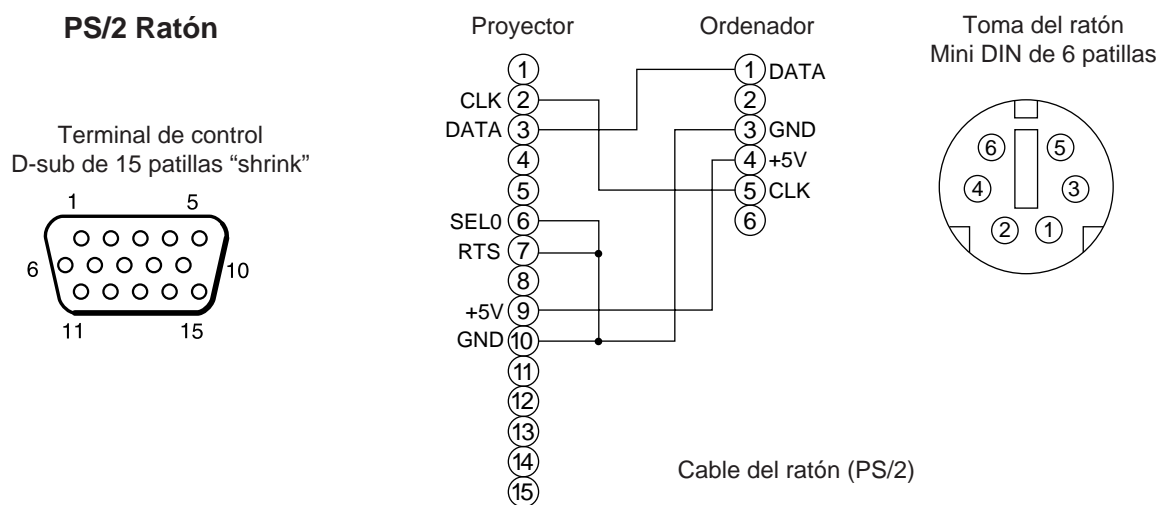 PS/2 Ratón
Terminal de control
D-sub de 15 patillas “shrink”
1 5
6 10
11 15
Proyector
1
CLK 2
DATA 3
4
5
SEL0 6
RTS 7
8
+5V 9
GND 10
11
12
13
14
15
Ordenador
1 DATA
2
3 GND
4 +5V
5 CLK
6
Cable del ratón (PS/2)
Toma del ratón
Mini DIN de 6 patillas
6 5
4 3
2 1